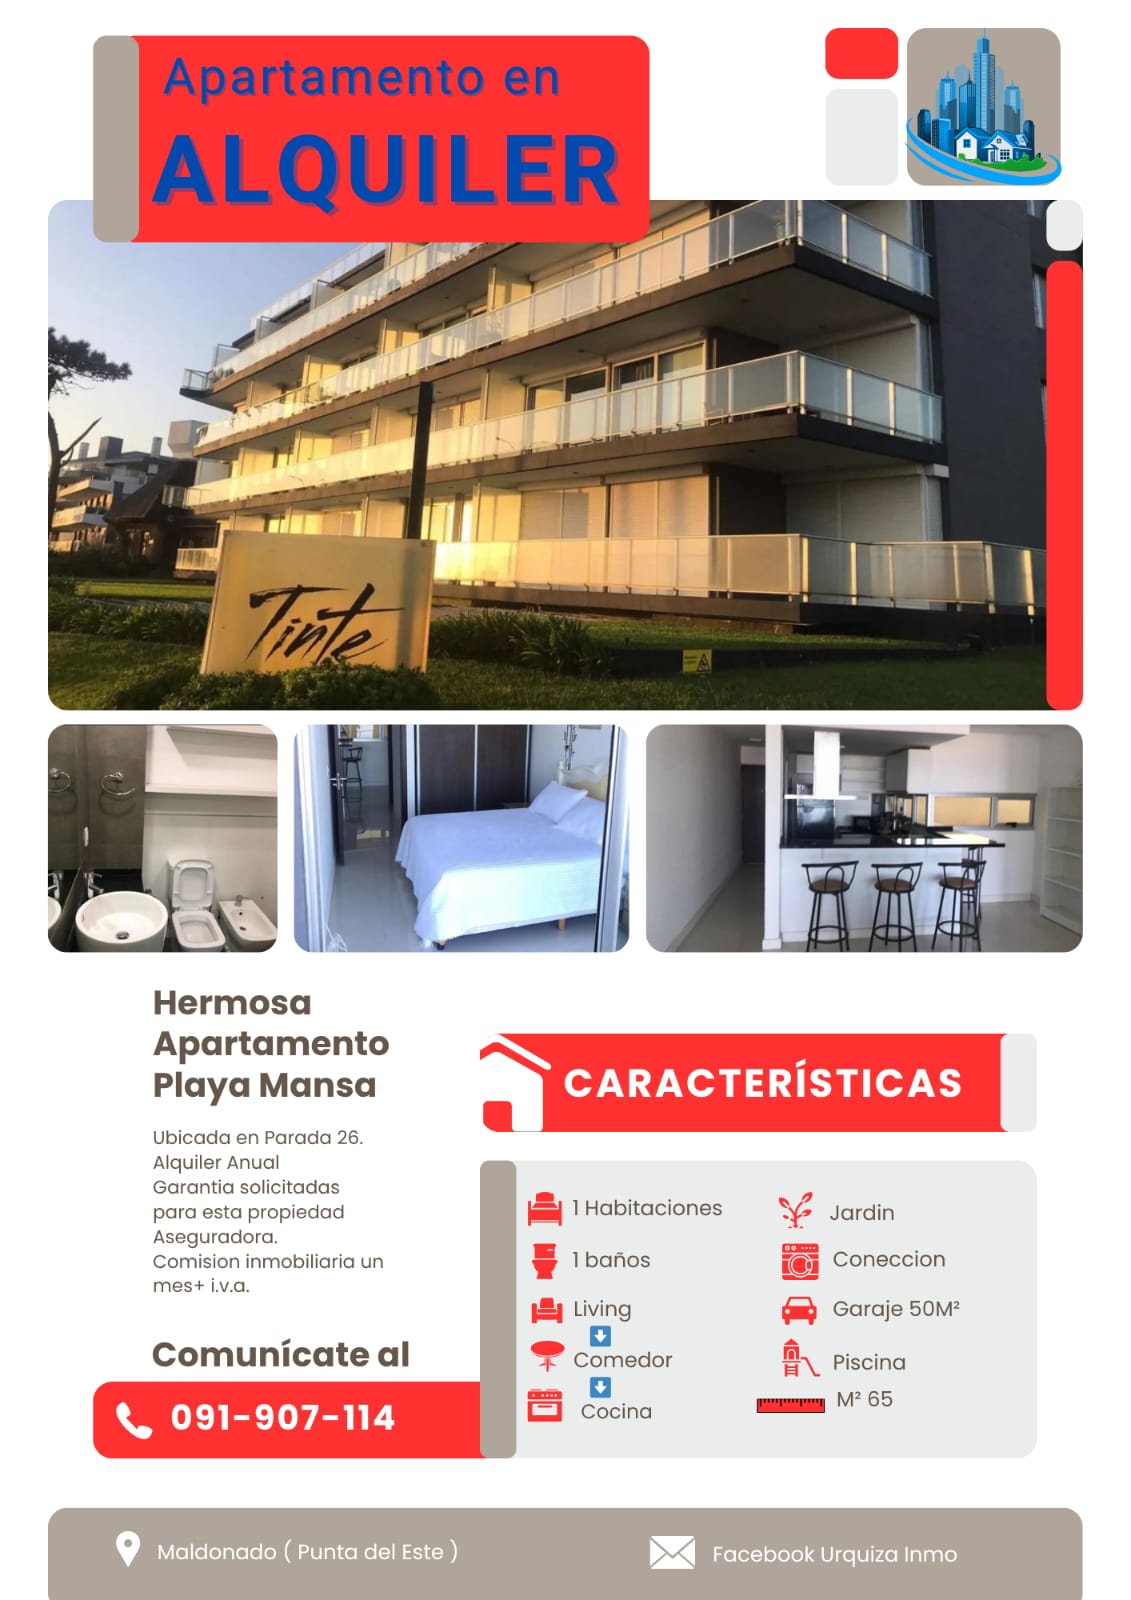 Apartamento en
ALQUILER
Tinte
Hermosa
Apartamento
Playa Mansa
Ubicada en Parada 26.
Alquiler Anual
Garantia solicitadas
para esta propiedad
Aseguradora.
Comision inmobiliaria un
mes+ i.v.a.
Comunícate al
091-907-114
CARACTERÍSTICAS
1 Habitaciones
1 baños
Living
Comedor
Cocina
Jardin
Coneccion
Garaje 50M²
Piscina
M² 65
Maldonado ( Punta del Este )
Facebook Urquiza Inmo